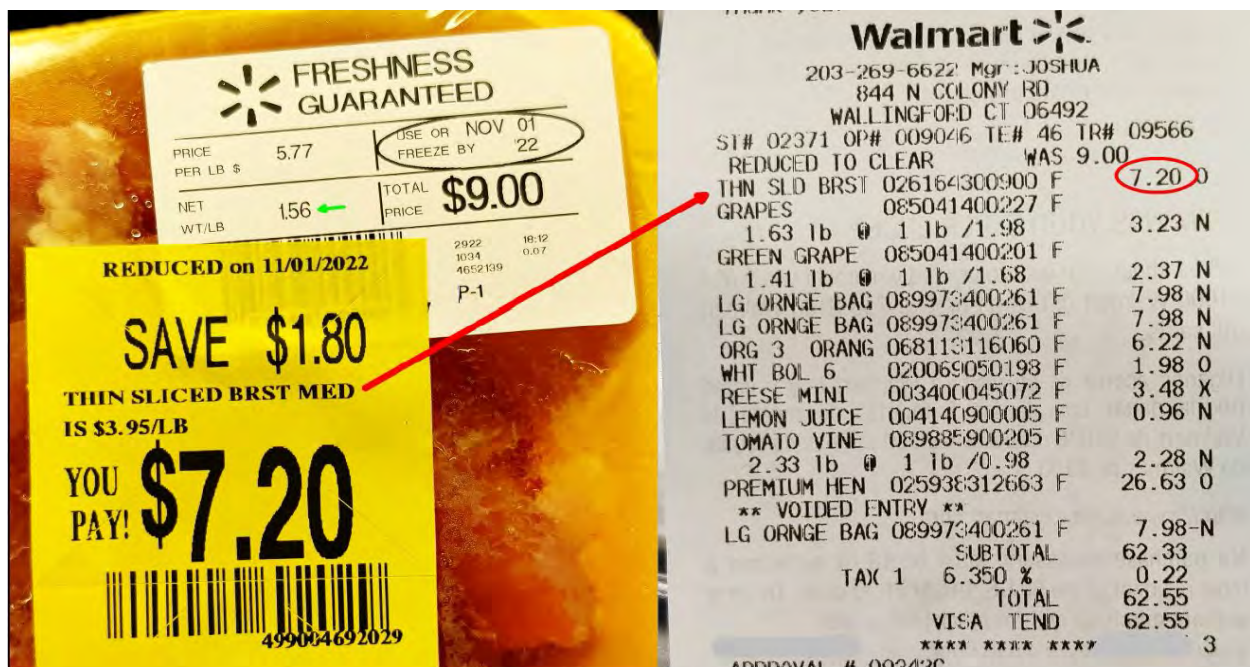 FRESHNESS
GUARANTEED
PRICE
PER LB $
5.77
USE OR NOV 01
FREEZE BY '22
NET
WT/LB
1.56
TOTAL
PRICE
$9.00
2922 18:12
1034 0.07
4652139
P-1
REDUCED on 11/01/2022
SAVE $1.80
THIN SLICED BRST MED
IS $3.95/LB
YOU
PAY!
$7.20
499004692029
Walmart
203-269-6622 Mgr:JOSHUA
844 N COLONY RD
WALLINGFORD CT 06492
ST# 02371 OP# 009046 TE# 46 TR# 09566
REDUCED TO CLEAR WAS 9.00
THN SLD BRST 026164300900 F 7.20 O
GRAPES 085041400227 F
1.63 lb @ 1 lb /1.98 3.23 N
GREEN GRAPE 085041400201 F
1.41 lb @ 1 lb /1.68 2.37 N
LG ORNGE BAG 089973400261 F 7.98 N
LG ORNGE BAG 089973400261 F 7.98 N
ORG 3 ORANG 068113116060 F 6.22 N
WHT BOL 6 020069050198 F 1.98 O
REESE MINI 003400045072 F 3.48 X
LEMON JUICE 004140900005 F 0.96 N
TOMATO VINE 089885900205 F
2.33 lb @ 1 lb /0.98 2.28 N
PREMIUM HEN 025938312663 F 26.63 O
** VOIDED ENTRY **
LG ORNGE BAG 089973400261 F 7.98-N
SUBTOTAL 62.33
TAX 1 6.350 % 0.22
TOTAL 62.55
VISA TEND 62.55
**** **** **** 3